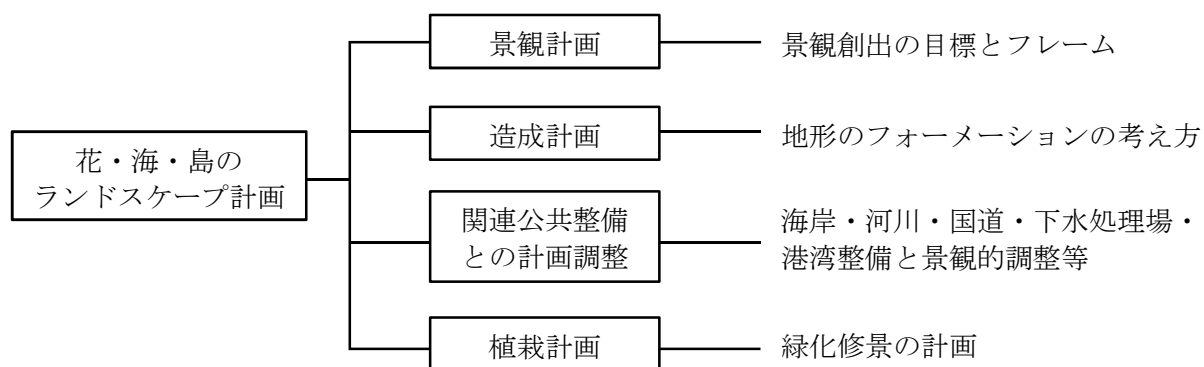 景観計画
景観創出の目標とフレーム
造成計画
地形のフォーメーションの考え方
花・海・島の
ランドスケープ計画
関連公共整備
との計画調整
海岸・河川・国道・下水処理場・
港湾整備と景観的調整等
植栽計画
緑化修景の計画